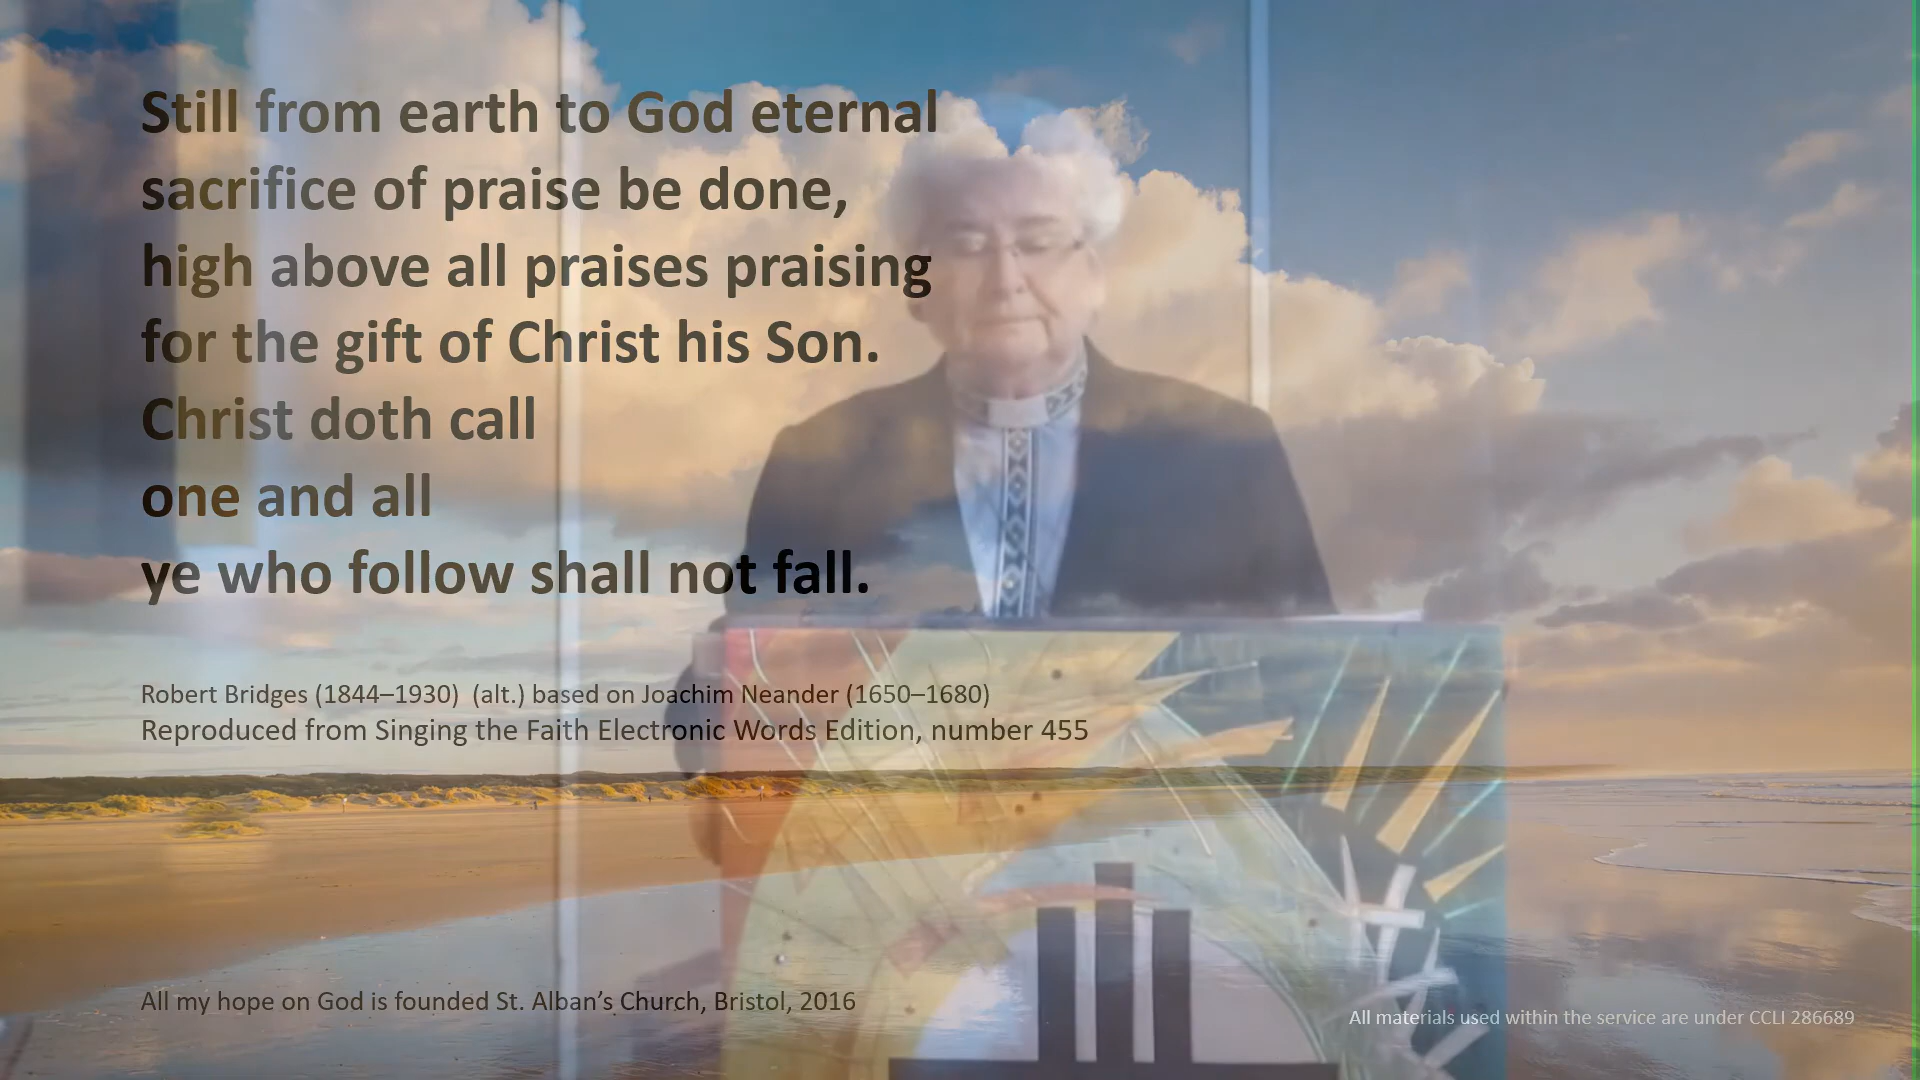 Still from earth to God eternal
sacrifice of praise be done,
high above all praises praising
for the gift of Christ his Son.
Christ doth call
one and all
ye who follow shall not fall.
Robert Bridges (1844–1930)  (alt.) based on Joachim Neander (1650–1680)
Reproduced from Singing the Faith Electronic Words Edition, number 455
All my hope on God is founded St. Alban’s Church, Bristol, 2016
All materials used within the service are under CCLI 286689